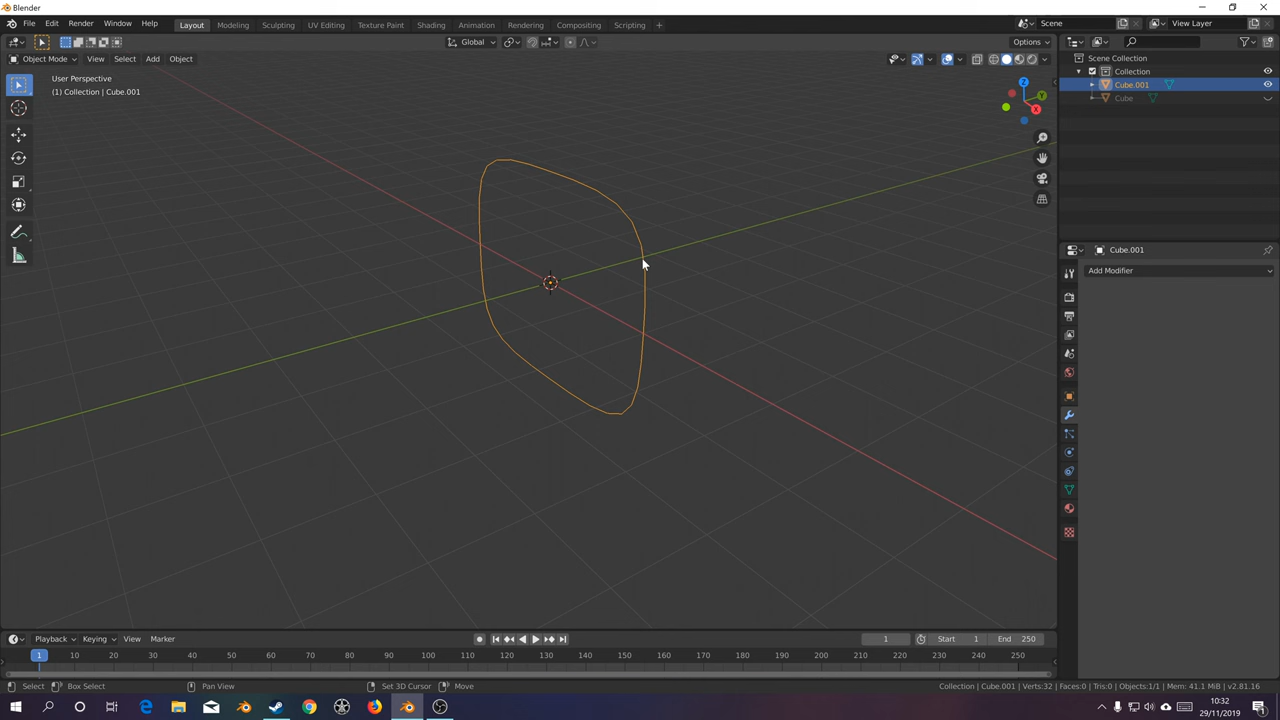 Blender
File Edit Render Window Help
Layout Modeling Sculpting UV Editing Texture Paint Shading Animation Rendering Compositing Scripting +
Scene
View Layer
Global
Options
Object Mode View Select Add Object
User Perspective
(1) Collection | Cube.001
Z
Y
X
Scene Collection
Collection
Cube.001
Cube
Cube.001
Add Modifier
Playback Keying View Marker
1
Start 1
End 250
1 10 20 30 40 50 60 70 80 90 100 110 120 130 140 150 160 170 180 190 200 210 220 230 240 250
Select Box Select Pan View Set 3D Cursor Move
Collection | Cube.001 | Verts:32 | Faces:0 | Tris:0 | Objects:1/1 | Mem: 41.1 MiB | v2.81.16
10:32
29/11/2019
1